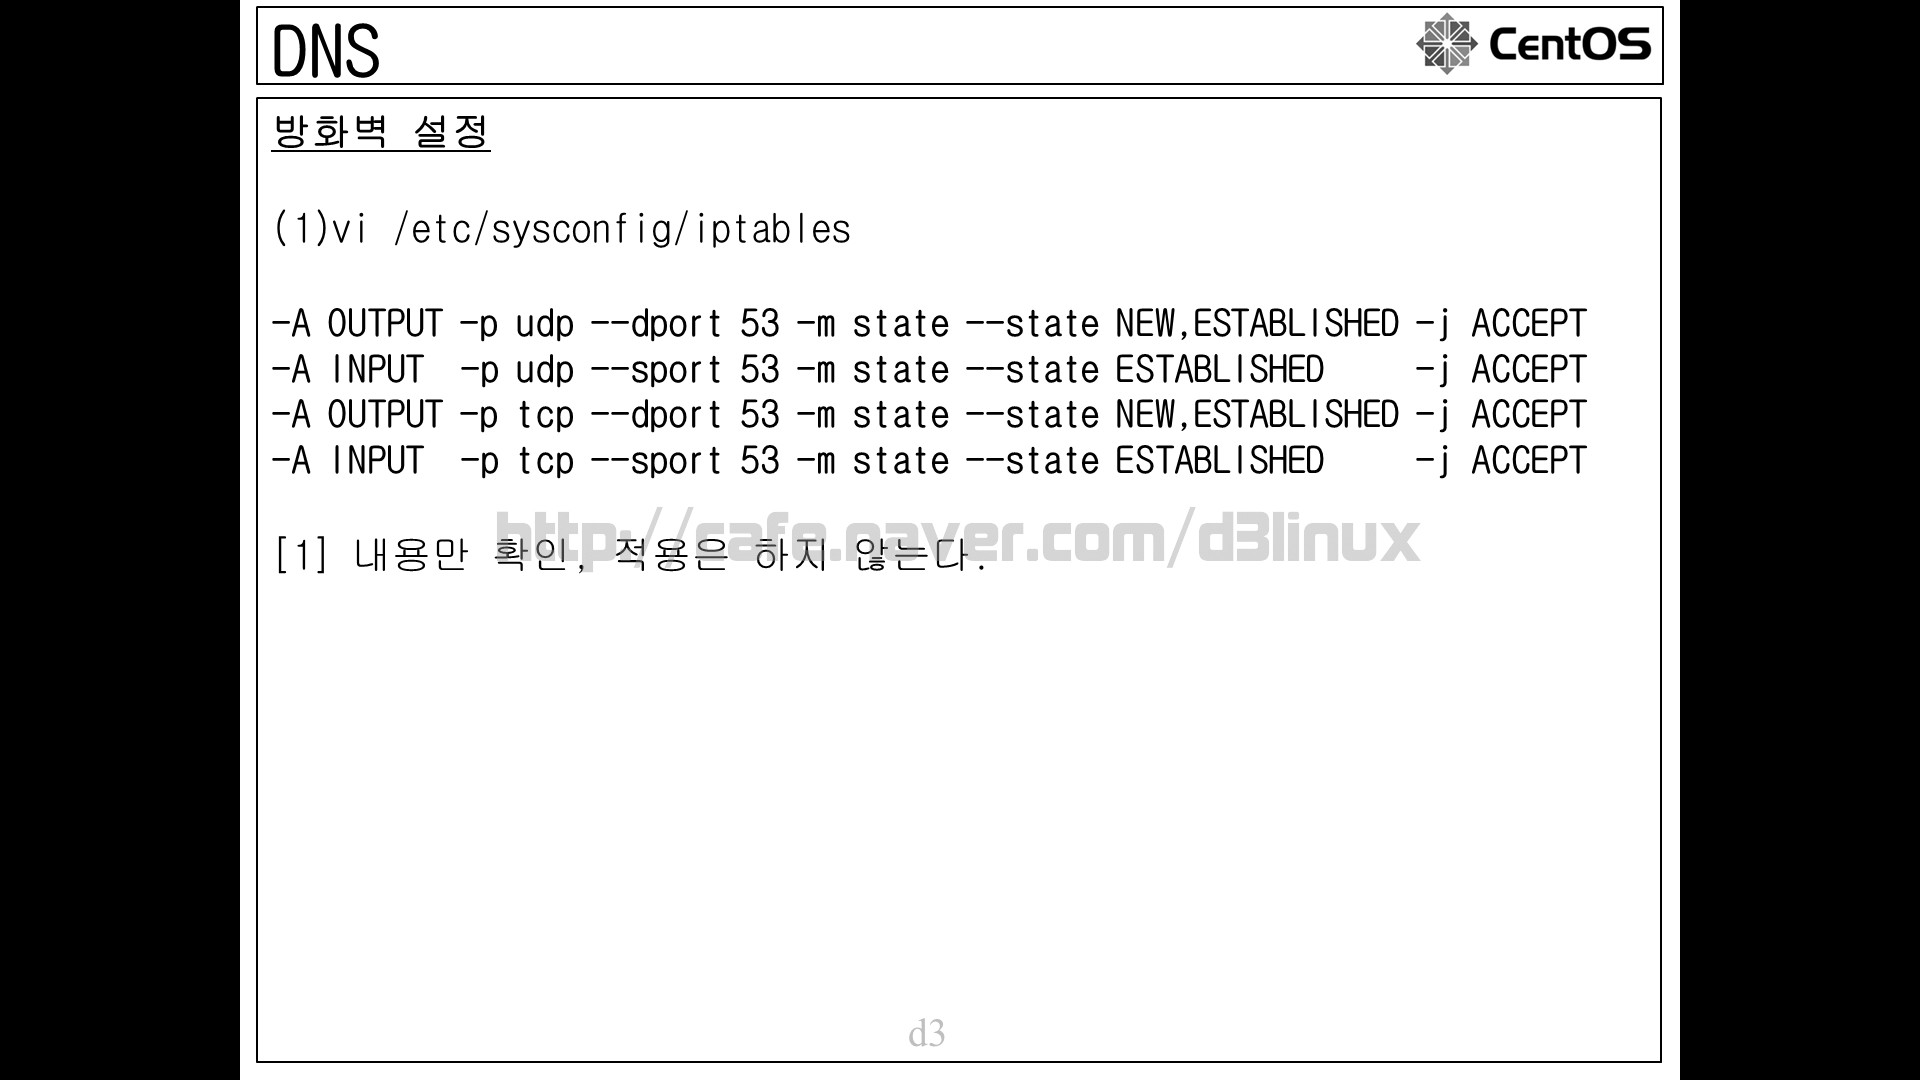 DNS
CentOS
방화벽 설정
(1)vi /etc/sysconfig/iptables
-A OUTPUT -p udp --dport 53 -m state --state NEW,ESTABLISHED -j ACCEPT
-A INPUT  -p udp --sport 53 -m state --state ESTABLISHED     -j ACCEPT
-A OUTPUT -p tcp --dport 53 -m state --state NEW,ESTABLISHED -j ACCEPT
-A INPUT  -p tcp --sport 53 -m state --state ESTABLISHED     -j ACCEPT
http://cafe.naver.com/d3linux
[1] 내용만 확인, 적용은 하지 않는다.
d3